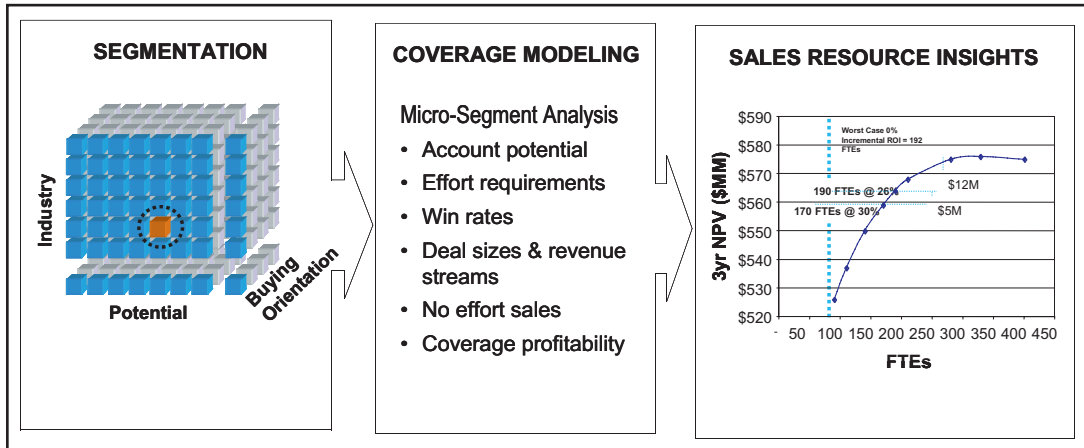 SEGMENTATION
Industry
Potential
Buying
Orientation
COVERAGE MODELING
Micro-Segment Analysis
• Account potential
• Effort requirements
• Win rates
• Deal sizes & revenue
streams
• No effort sales
• Coverage profitability
SALES RESOURCE INSIGHTS
3yr NPV ($MM)
$590
$580
$570
$560
$550
$540
$530
$520
Worst Case 0%
Incremental ROI = 192
FTEs
190 FTEs @ 26%
$12M
170 FTEs @ 30%
$5M
- 50 100 150 200 250 300 350 400 450
FTEs